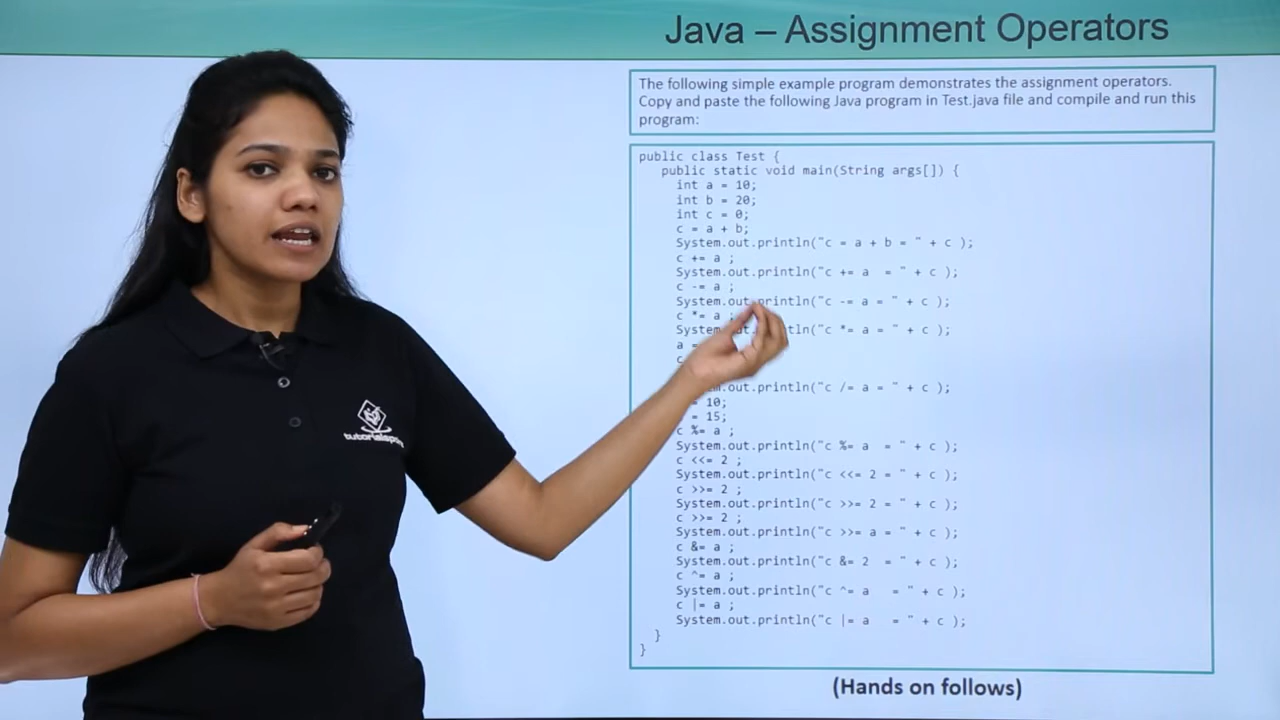 Java – Assignment Operators
The following simple example program demonstrates the assignment operators.
Copy and paste the following Java program in Test.java file and compile and run this
program:
public class Test {
public static void main(String args[]) {
int a = 10;
int b = 20;
int c = 0;
c = a + b;
System.out.println("c = a + b = " + c );
c += a ;
System.out.println("c += a  = " + c );
c -= a ;
System.out.println("c -= a = " + c );
c *= a ;
System.out.println("c *= a = " + c );
a =
c
.out.println("c /= a = " + c );
= 10;
= 15;
c %= a ;
System.out.println("c %= a  = " + c );
c <<= 2 ;
System.out.println("c <<= 2 = " + c );
c >>= 2 ;
System.out.println("c >>= 2 = " + c );
c >>= 2 ;
System.out.println("c >>= a = " + c );
c &= a ;
System.out.println("c &= 2  = " + c );
c ^= a ;
System.out.println("c ^= a   = " + c );
c |= a ;
System.out.println("c |= a   = " + c );
}
}
(Hands on follows)